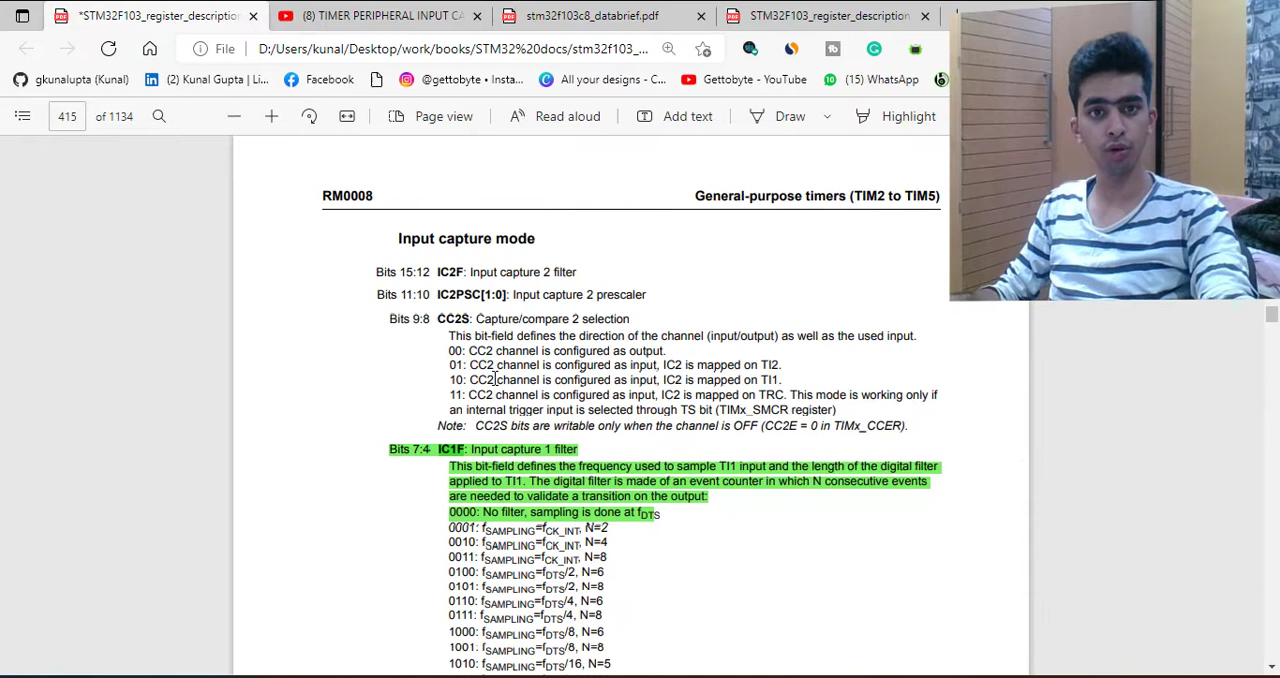 *STM32F103_register_description
(8) TIMER PERIPHERAL INPUT CA
stm32f103c8_databrief.pdf
STM32F103_register_description
File
D:/Users/kunal/Desktop/work/books/STM32%20docs/stm32f103_...
gkunalupta (Kunal)
(2) Kunal Gupta | Li...
Facebook
@gettobyte • Insta...
All your designs - C...
Gettobyte - YouTube
(15) WhatsApp
415
of 1134
Page view
Read aloud
Add text
Draw
Highlight
RM0008
General-purpose timers (TIM2 to TIM5)
Input capture mode
Bits 15:12 IC2F: Input capture 2 filter
Bits 11:10 IC2PSC[1:0]: Input capture 2 prescaler
Bits 9:8 CC2S: Capture/compare 2 selection
This bit-field defines the direction of the channel (input/output) as well as the used input.
00: CC2 channel is configured as output.
01: CC2 channel is configured as input, IC2 is mapped on TI2.
10: CC2 channel is configured as input, IC2 is mapped on TI1.
11: CC2 channel is configured as input, IC2 is mapped on TRC. This mode is working only if
an internal trigger input is selected through TS bit (TIMx_SMCR register)
Note: CC2S bits are writable only when the channel is OFF (CC2E = 0 in TIMx_CCER).
Bits 7:4 IC1F: Input capture 1 filter
This bit-field defines the frequency used to sample TI1 input and the length of the digital filter
applied to TI1. The digital filter is made of an event counter in which N consecutive events
are needed to validate a transition on the output:
0000: No filter, sampling is done at fDTS
0001: fSAMPLING=fCK_INT, N=2
0010: fSAMPLING=fCK_INT, N=4
0011: fSAMPLING=fCK_INT, N=8
0100: fSAMPLING=fDTS/2, N=6
0101: fSAMPLING=fDTS/2, N=8
0110: fSAMPLING=fDTS/4, N=6
0111: fSAMPLING=fDTS/4, N=8
1000: fSAMPLING=fDTS/8, N=6
1001: fSAMPLING=fDTS/8, N=8
1010: fSAMPLING=fDTS/16, N=5